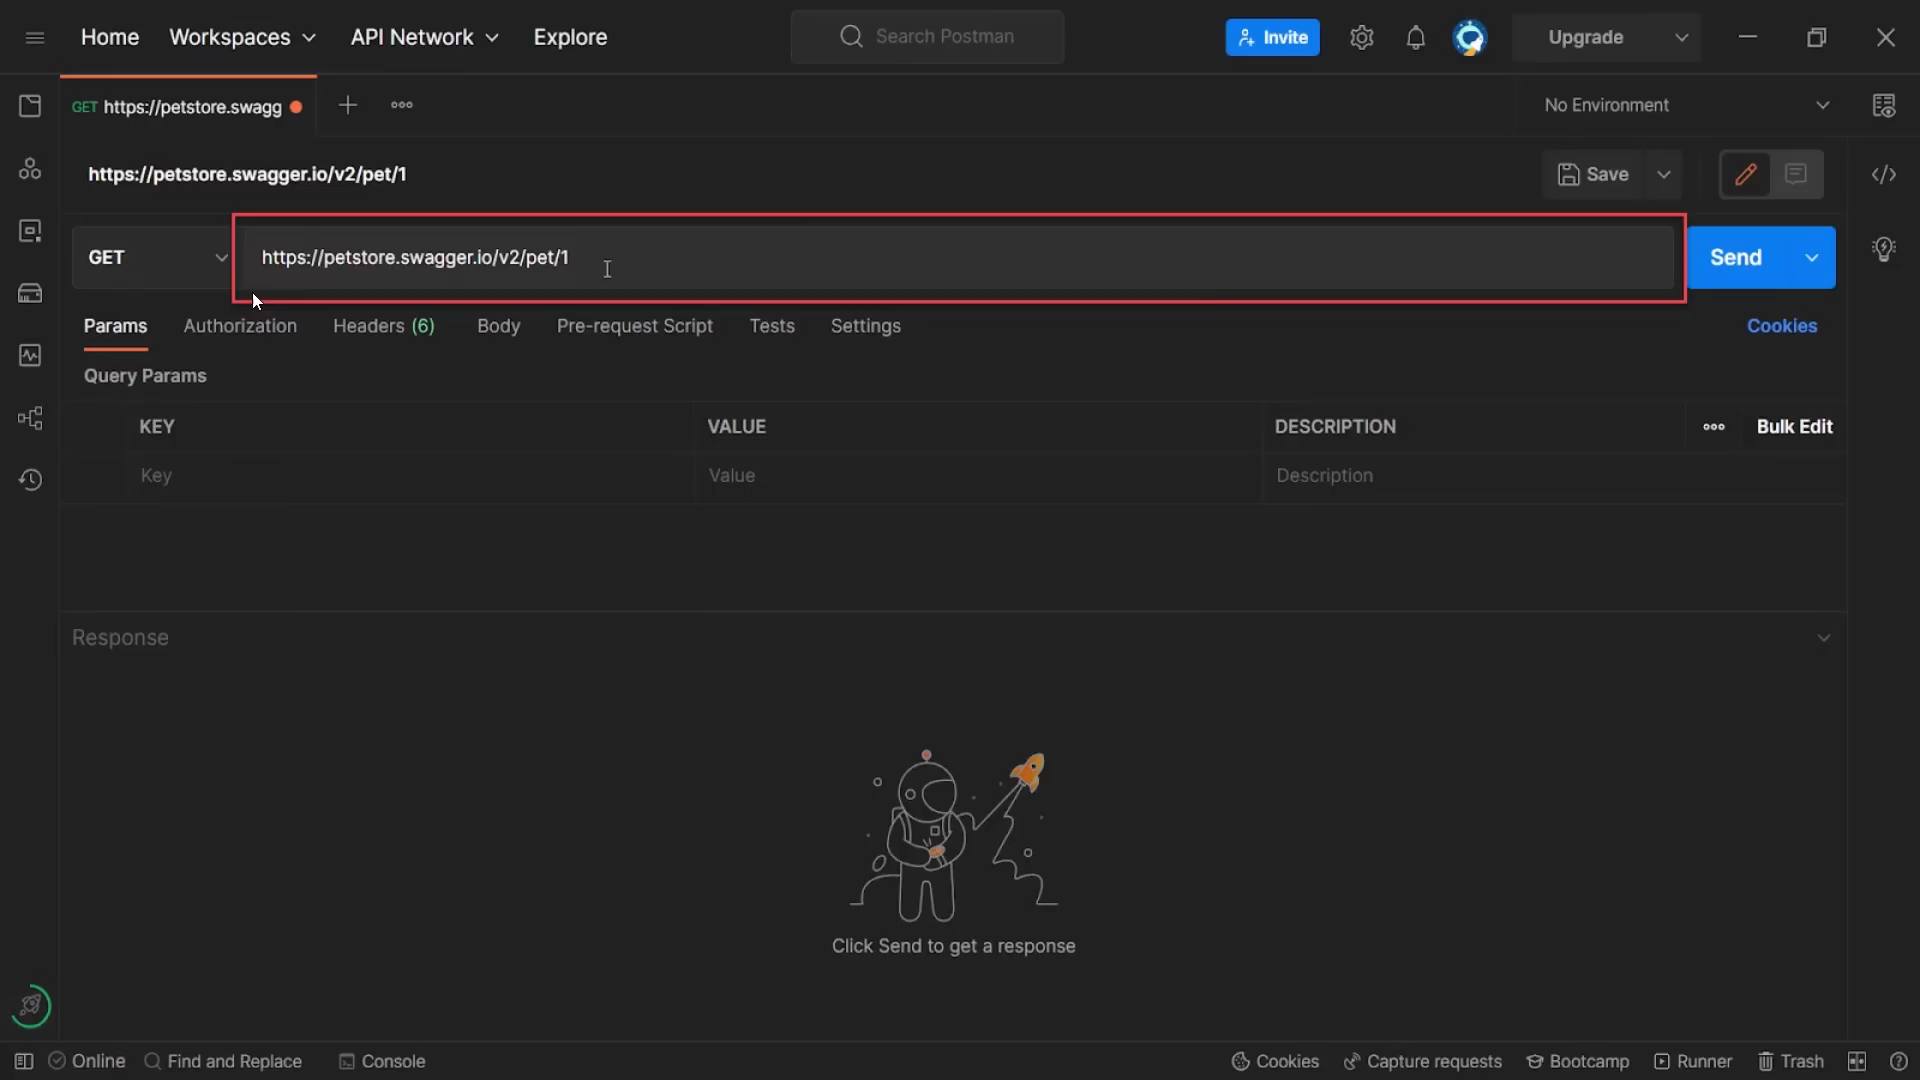 Home Workspaces API Network Explore Search Postman Invite Upgrade
GET https://petstore.swagg No Environment
https://petstore.swagger.io/v2/pet/1 Save
GET https://petstore.swagger.io/v2/pet/1 Send
Params Authorization Headers (6) Body Pre-request Script Tests Settings Cookies
Query Params
KEY VALUE DESCRIPTION Bulk Edit
Key Value Description
Response
Click Send to get a response
Online Find and Replace Console Cookies Capture requests Bootcamp Runner Trash